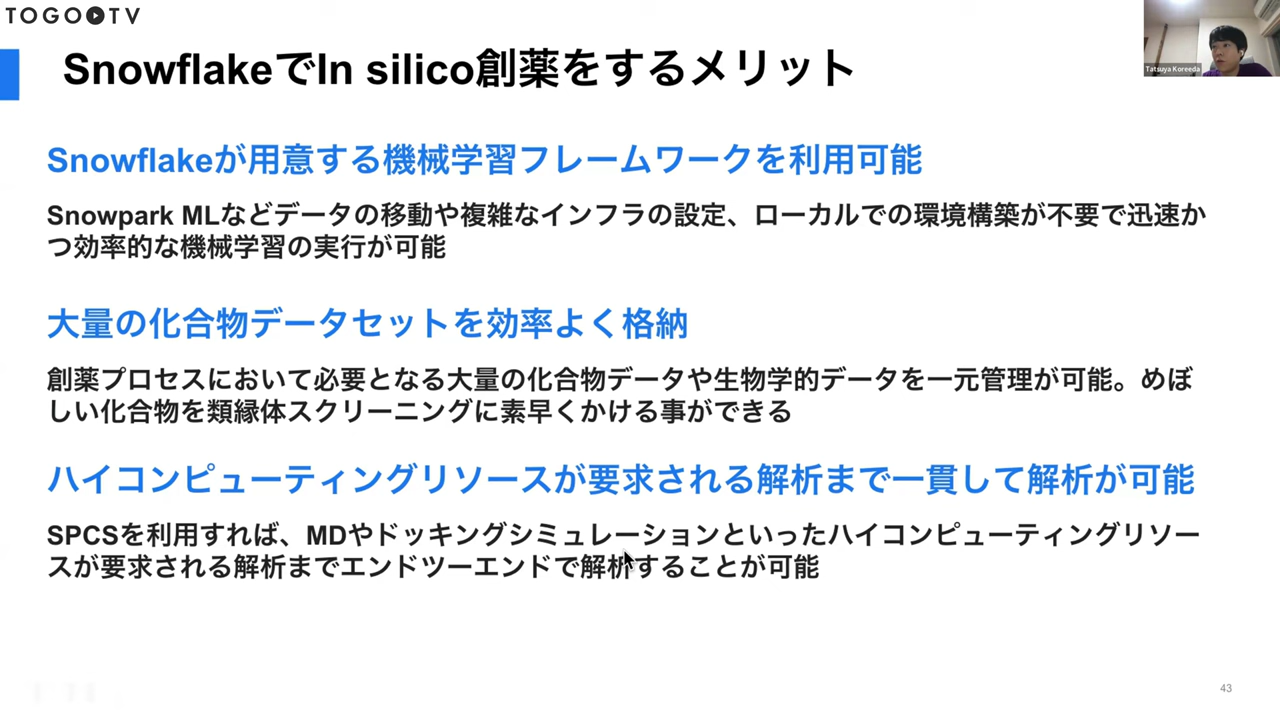 TOGOTV
Tatsuya Koreeda
SnowflakeでIn silico創薬をするメリット
Snowflakeが用意する機械学習フレームワークを利用可能
Snowpark MLなどデータの移動や複雑なインフラの設定、ローカルでの環境構築が不要で迅速か
つ効率的な機械学習の実行が可能
大量の化合物データセットを効率よく格納
創薬プロセスにおいて必要となる大量の化合物データや生物学的データを一元管理が可能。めぼ
しい化合物を類縁体スクリーニングに素早くかける事ができる
ハイコンピューティングリソースが要求される解析まで一貫して解析が可能
SPCSを利用すれば、MDやドッキングシミュレーションといったハイコンピューティングリソー
スが要求される解析までエンドツーエンドで解析することが可能
43